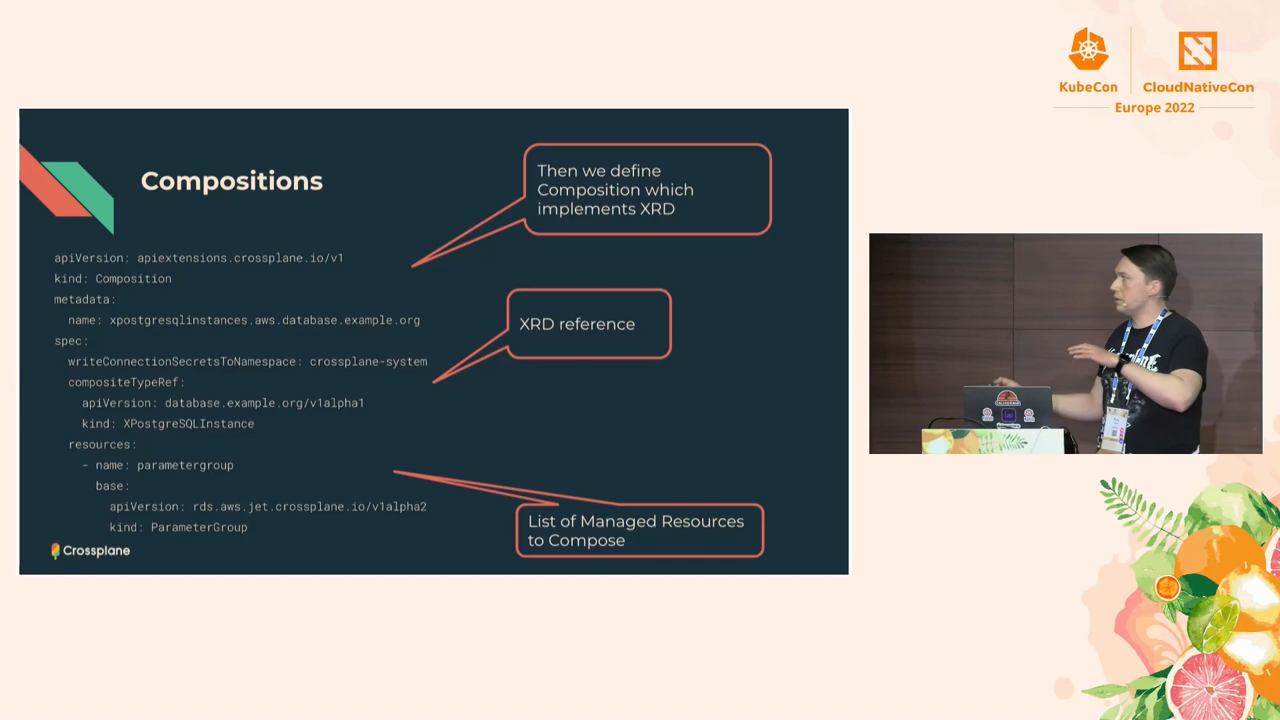 KubeCon
CloudNativeCon
Europe 2022
Compositions
Then we define
Composition which
implements XRD
apiVersion: apiextensions.crossplane.io/v1
kind: Composition
metadata:
name: xpostgresqlinstances.aws.database.example.org
spec:
writeConnectionSecretsToNamespace: crossplane-system
compositeTypeRef:
apiVersion: database.example.org/v1alpha1
kind: XPostgreSQLInstance
resources:
- name: parametergroup
base:
apiVersion: rds.aws.jet.crossplane.io/v1alpha2
kind: ParameterGroup
XRD reference
List of Managed Resources
to Compose
Crossplane